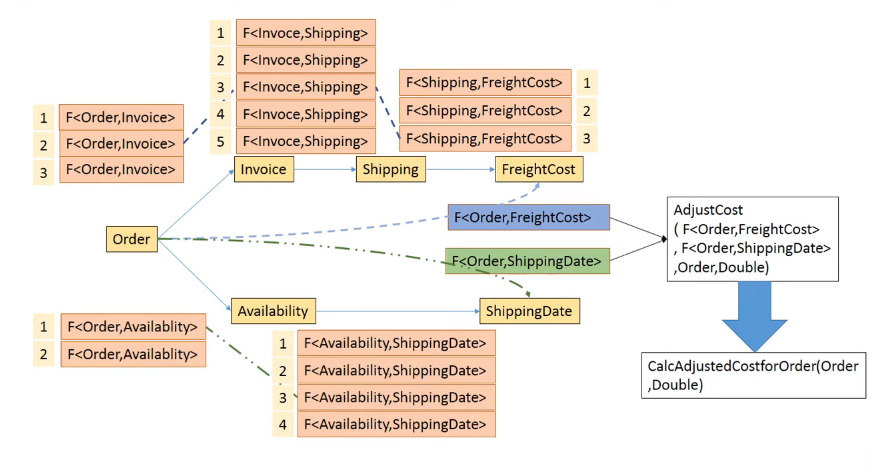 1 F<Invoce,Shipping>
2 F<Invoce,Shipping>
3 F<Invoce,Shipping>
4 F<Invoce,Shipping>
5 F<Invoce,Shipping>
F<Shipping,FreightCost> 1
F<Shipping,FreightCost> 2
F<Shipping,FreightCost> 3
1 F<Order,Invoice>
2 F<Order,Invoice>
3 F<Order,Invoice>
Invoice
Shipping
FreightCost
F<Order,FreightCost>
Order
F<Order,ShippingDate>
AdjustCost
( F<Order,FreightCost>
, F<Order,ShippingDate>
,Order,Double)
Availability
ShippingDate
1 F<Order,Availablity>
2 F<Order,Availablity>
1 F<Availability,ShippingDate>
2 F<Availability,ShippingDate>
3 F<Availability,ShippingDate>
4 F<Availability,ShippingDate>
CalcAdjustedCostforOrder(Order
,Double)